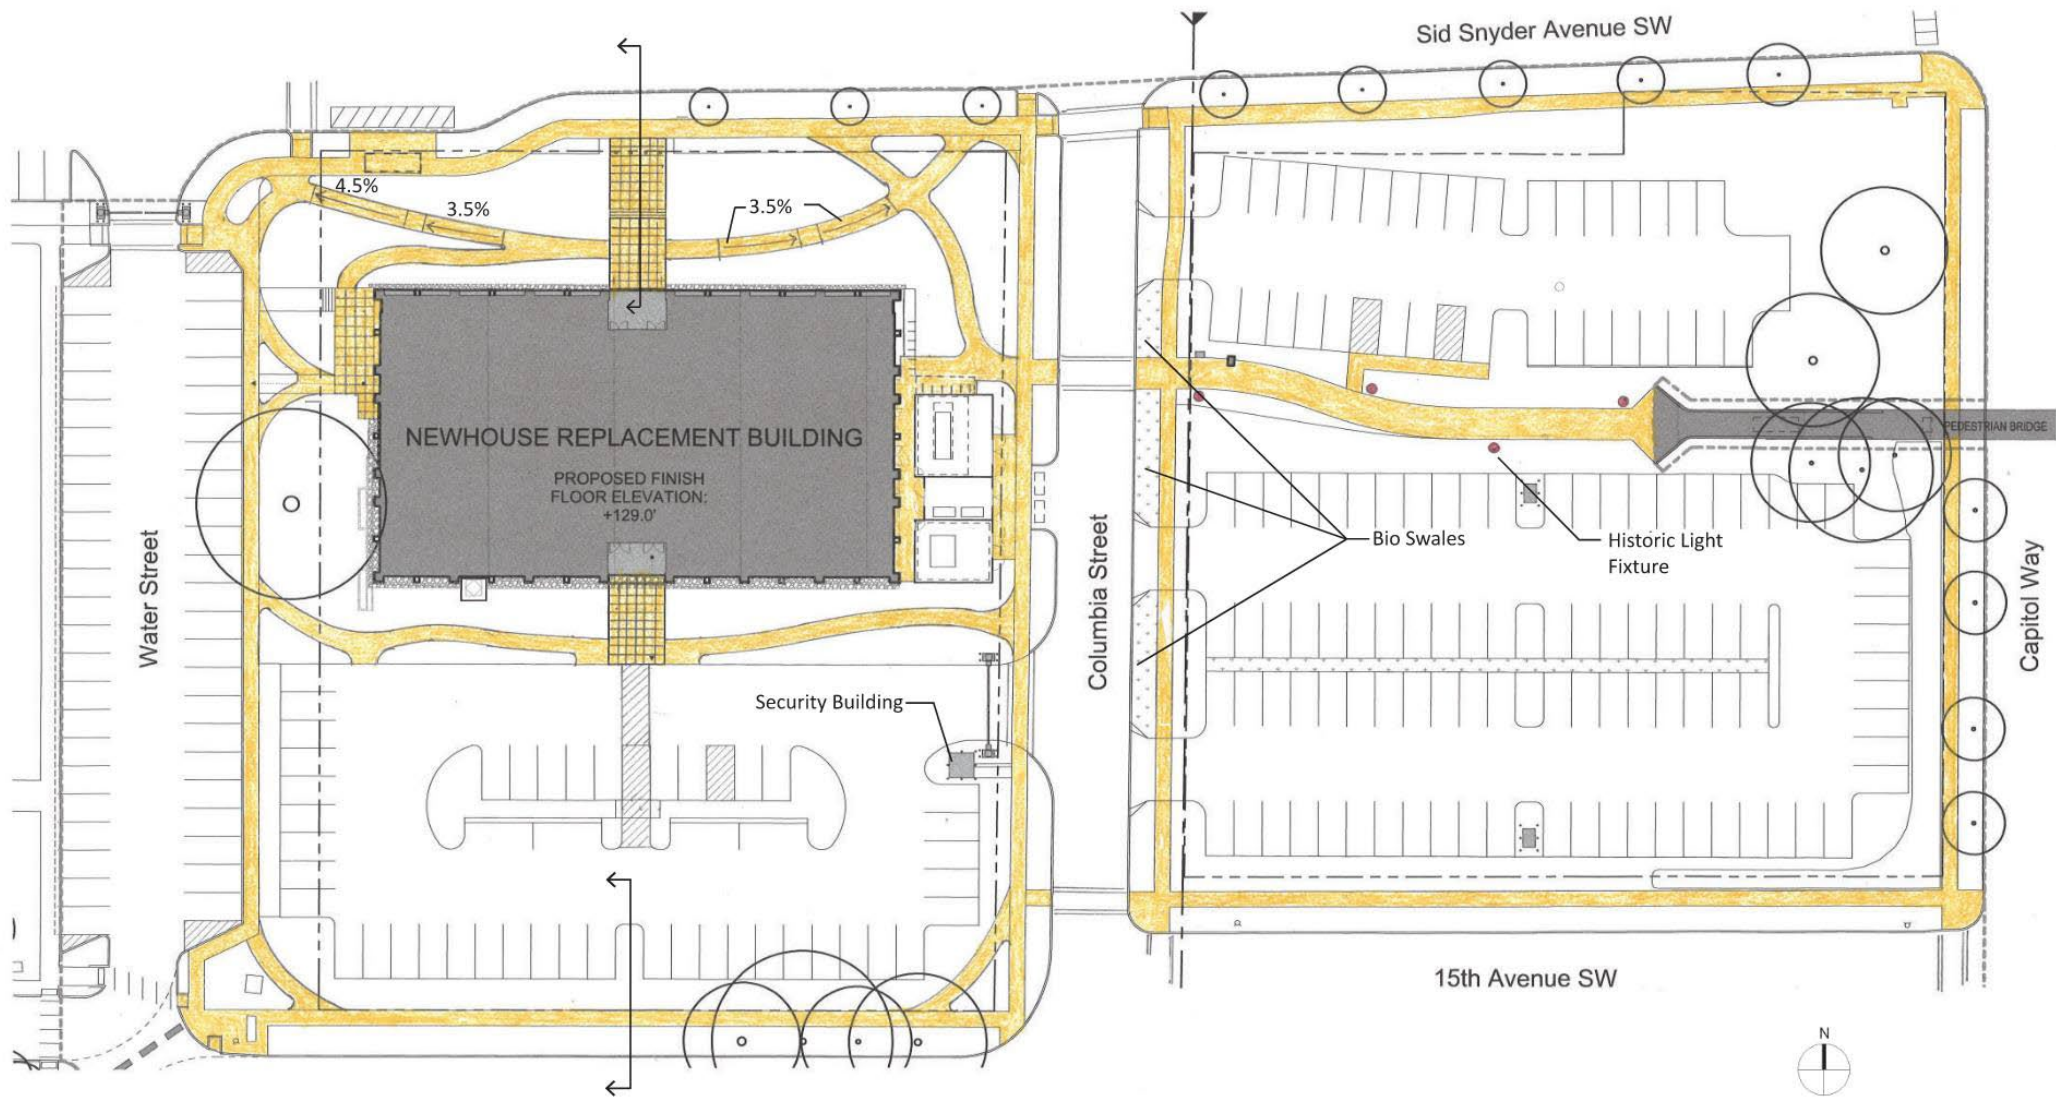 Sid Snyder Avenue SW
4.5%
3.5%
3.5%
NEWHOUSE REPLACEMENT BUILDING
PROPOSED FINISH
FLOOR ELEVATION:
+129.0'
PEDESTRIAN BRIDGE
Water Street
Columbia Street
Bio Swales
Historic Light
Fixture
Capitol Way
Security Building
15th Avenue SW
N